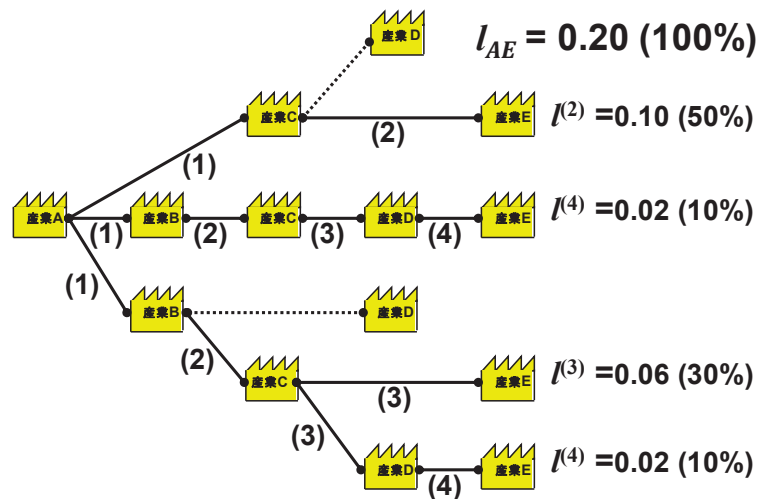 産業D
l_AE = 0.20 (100%)
産業C
(2)
産業E
l⁽²⁾ =0.10 (50%)
(1)
産業A
(1)
産業B
(2)
産業C
(3)
産業D
(4)
産業E
l⁽⁴⁾ =0.02 (10%)
(1)
産業B
産業D
(2)
産業C
(3)
産業E
l⁽³⁾ =0.06 (30%)
(3)
産業D
(4)
産業E
l⁽⁴⁾ =0.02 (10%)